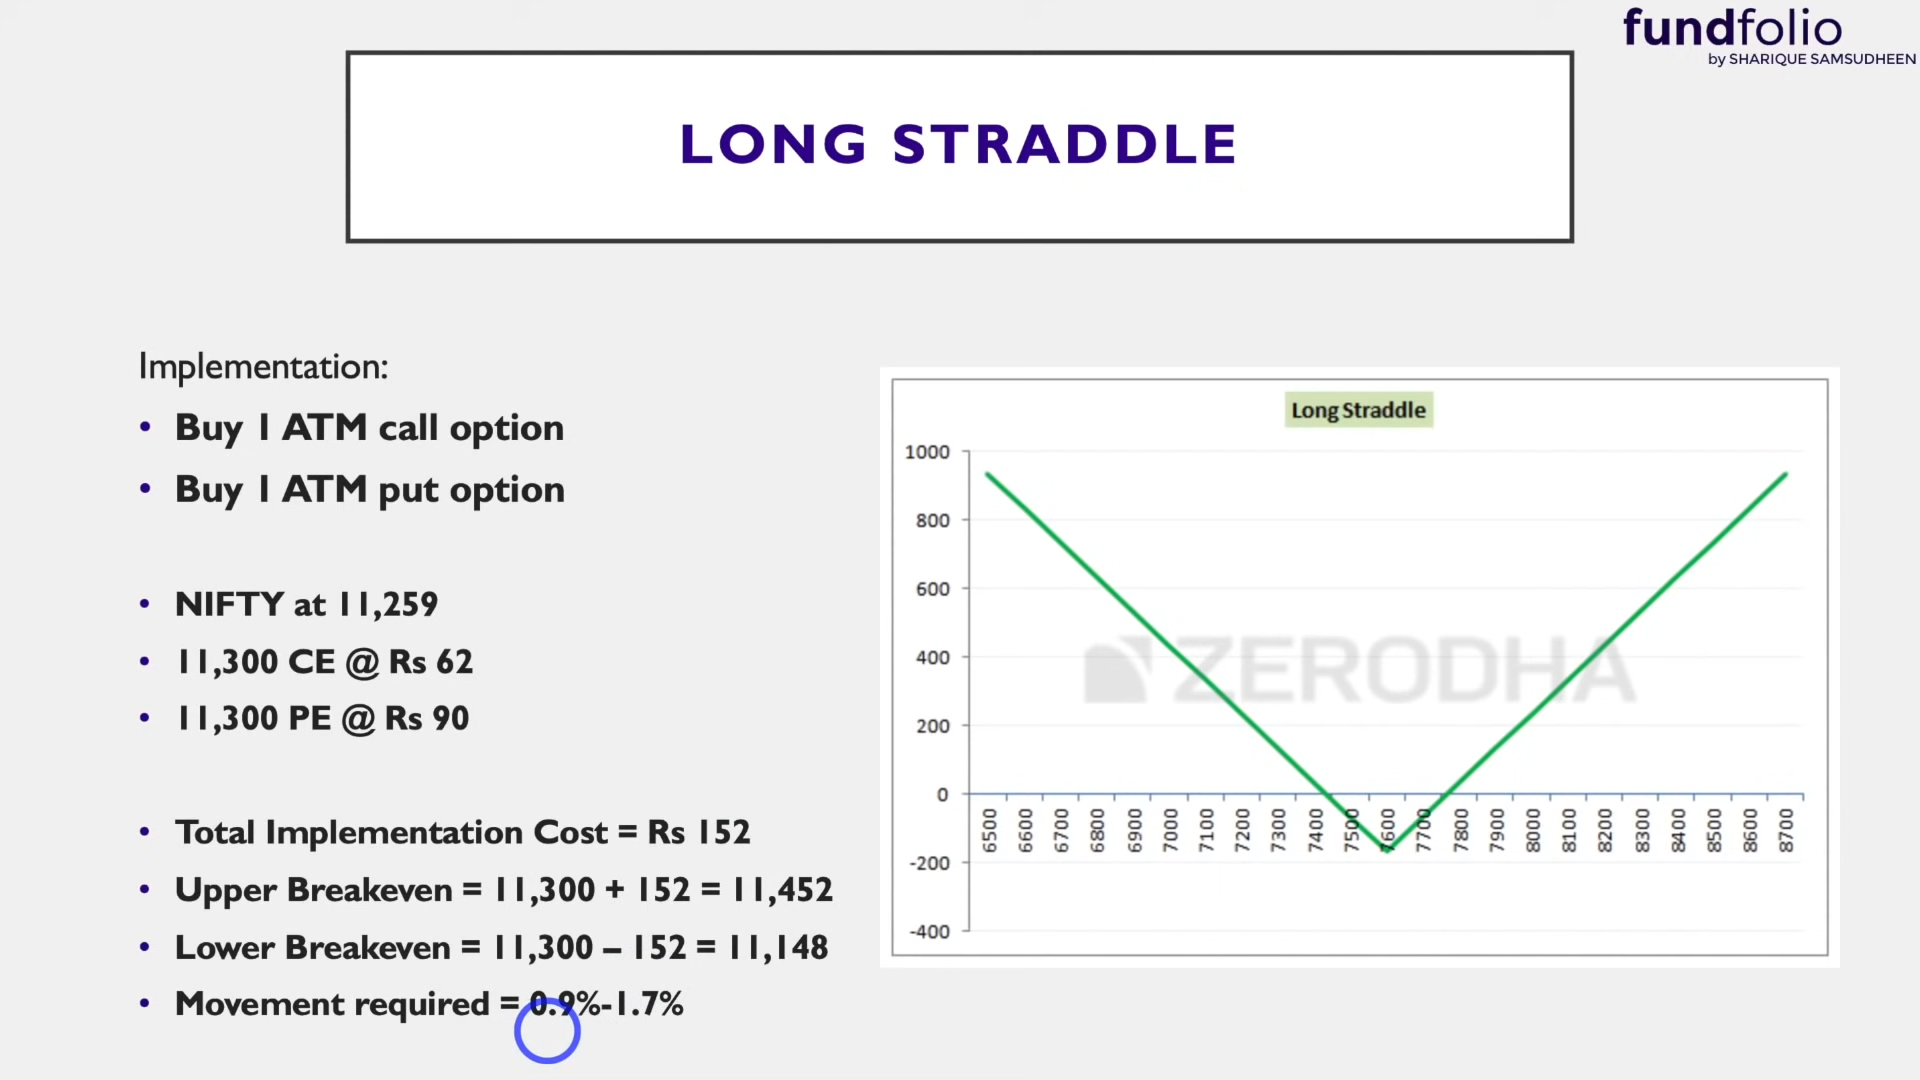 fundfolio
by SHARIQUE SAMSUDHEEN
LONG STRADDLE
Implementation:
• Buy 1 ATM call option
• Buy 1 ATM put option
• NIFTY at 11,259
• 11,300 CE @ Rs 62
• 11,300 PE @ Rs 90
• Total Implementation Cost = Rs 152
• Upper Breakeven = 11,300 + 152 = 11,452
• Lower Breakeven = 11,300 – 152 = 11,148
• Movement required = 0.9%-1.7%
Long Straddle
1000
800
600
400
200
0
-200
-400
6500 6600 6700 6800 6900 7000 7100 7200 7300 7400 7500 7600 7700 7800 7900 8000 8100 8200 8300 8400 8500 8600 8700
ZERODHA